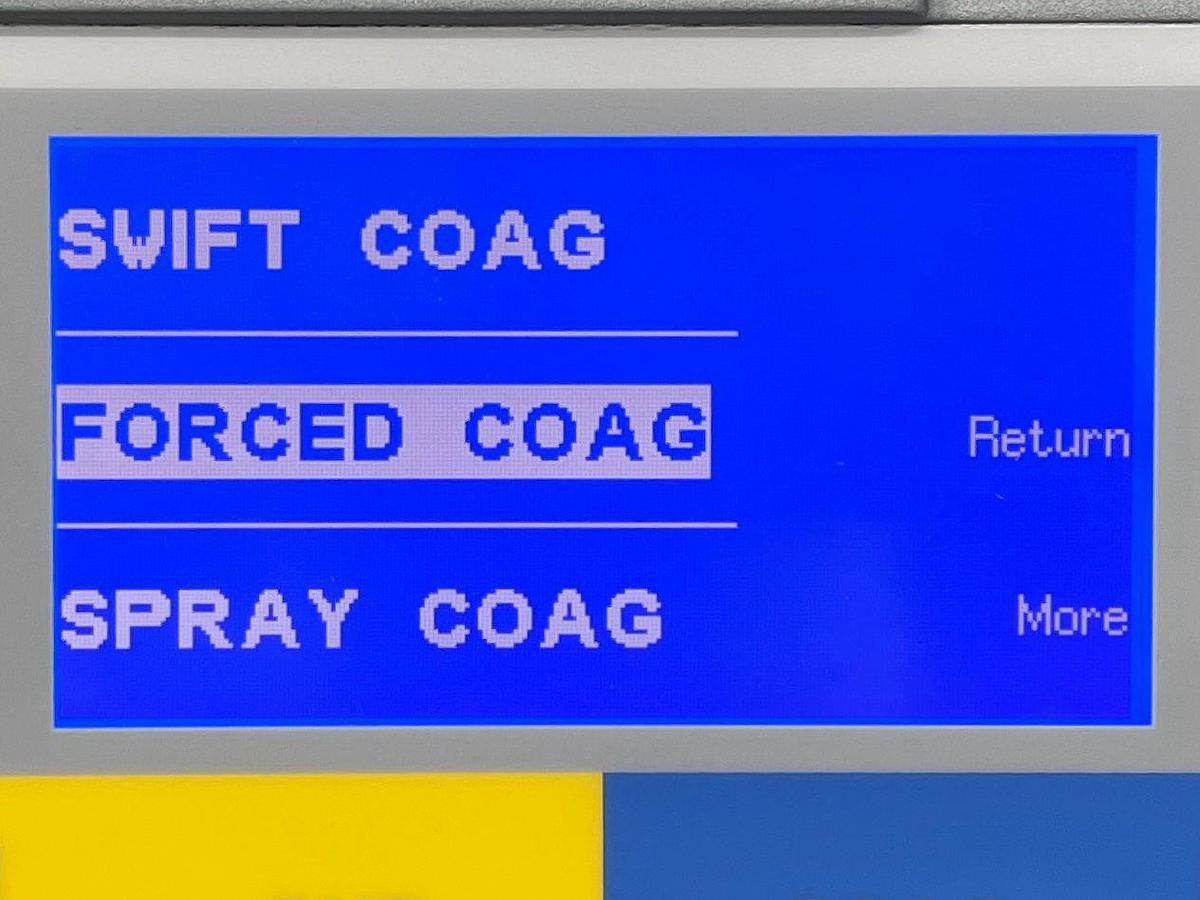 SWIFT COAG
FORCED COAG
Return
SPRAY COAG
More